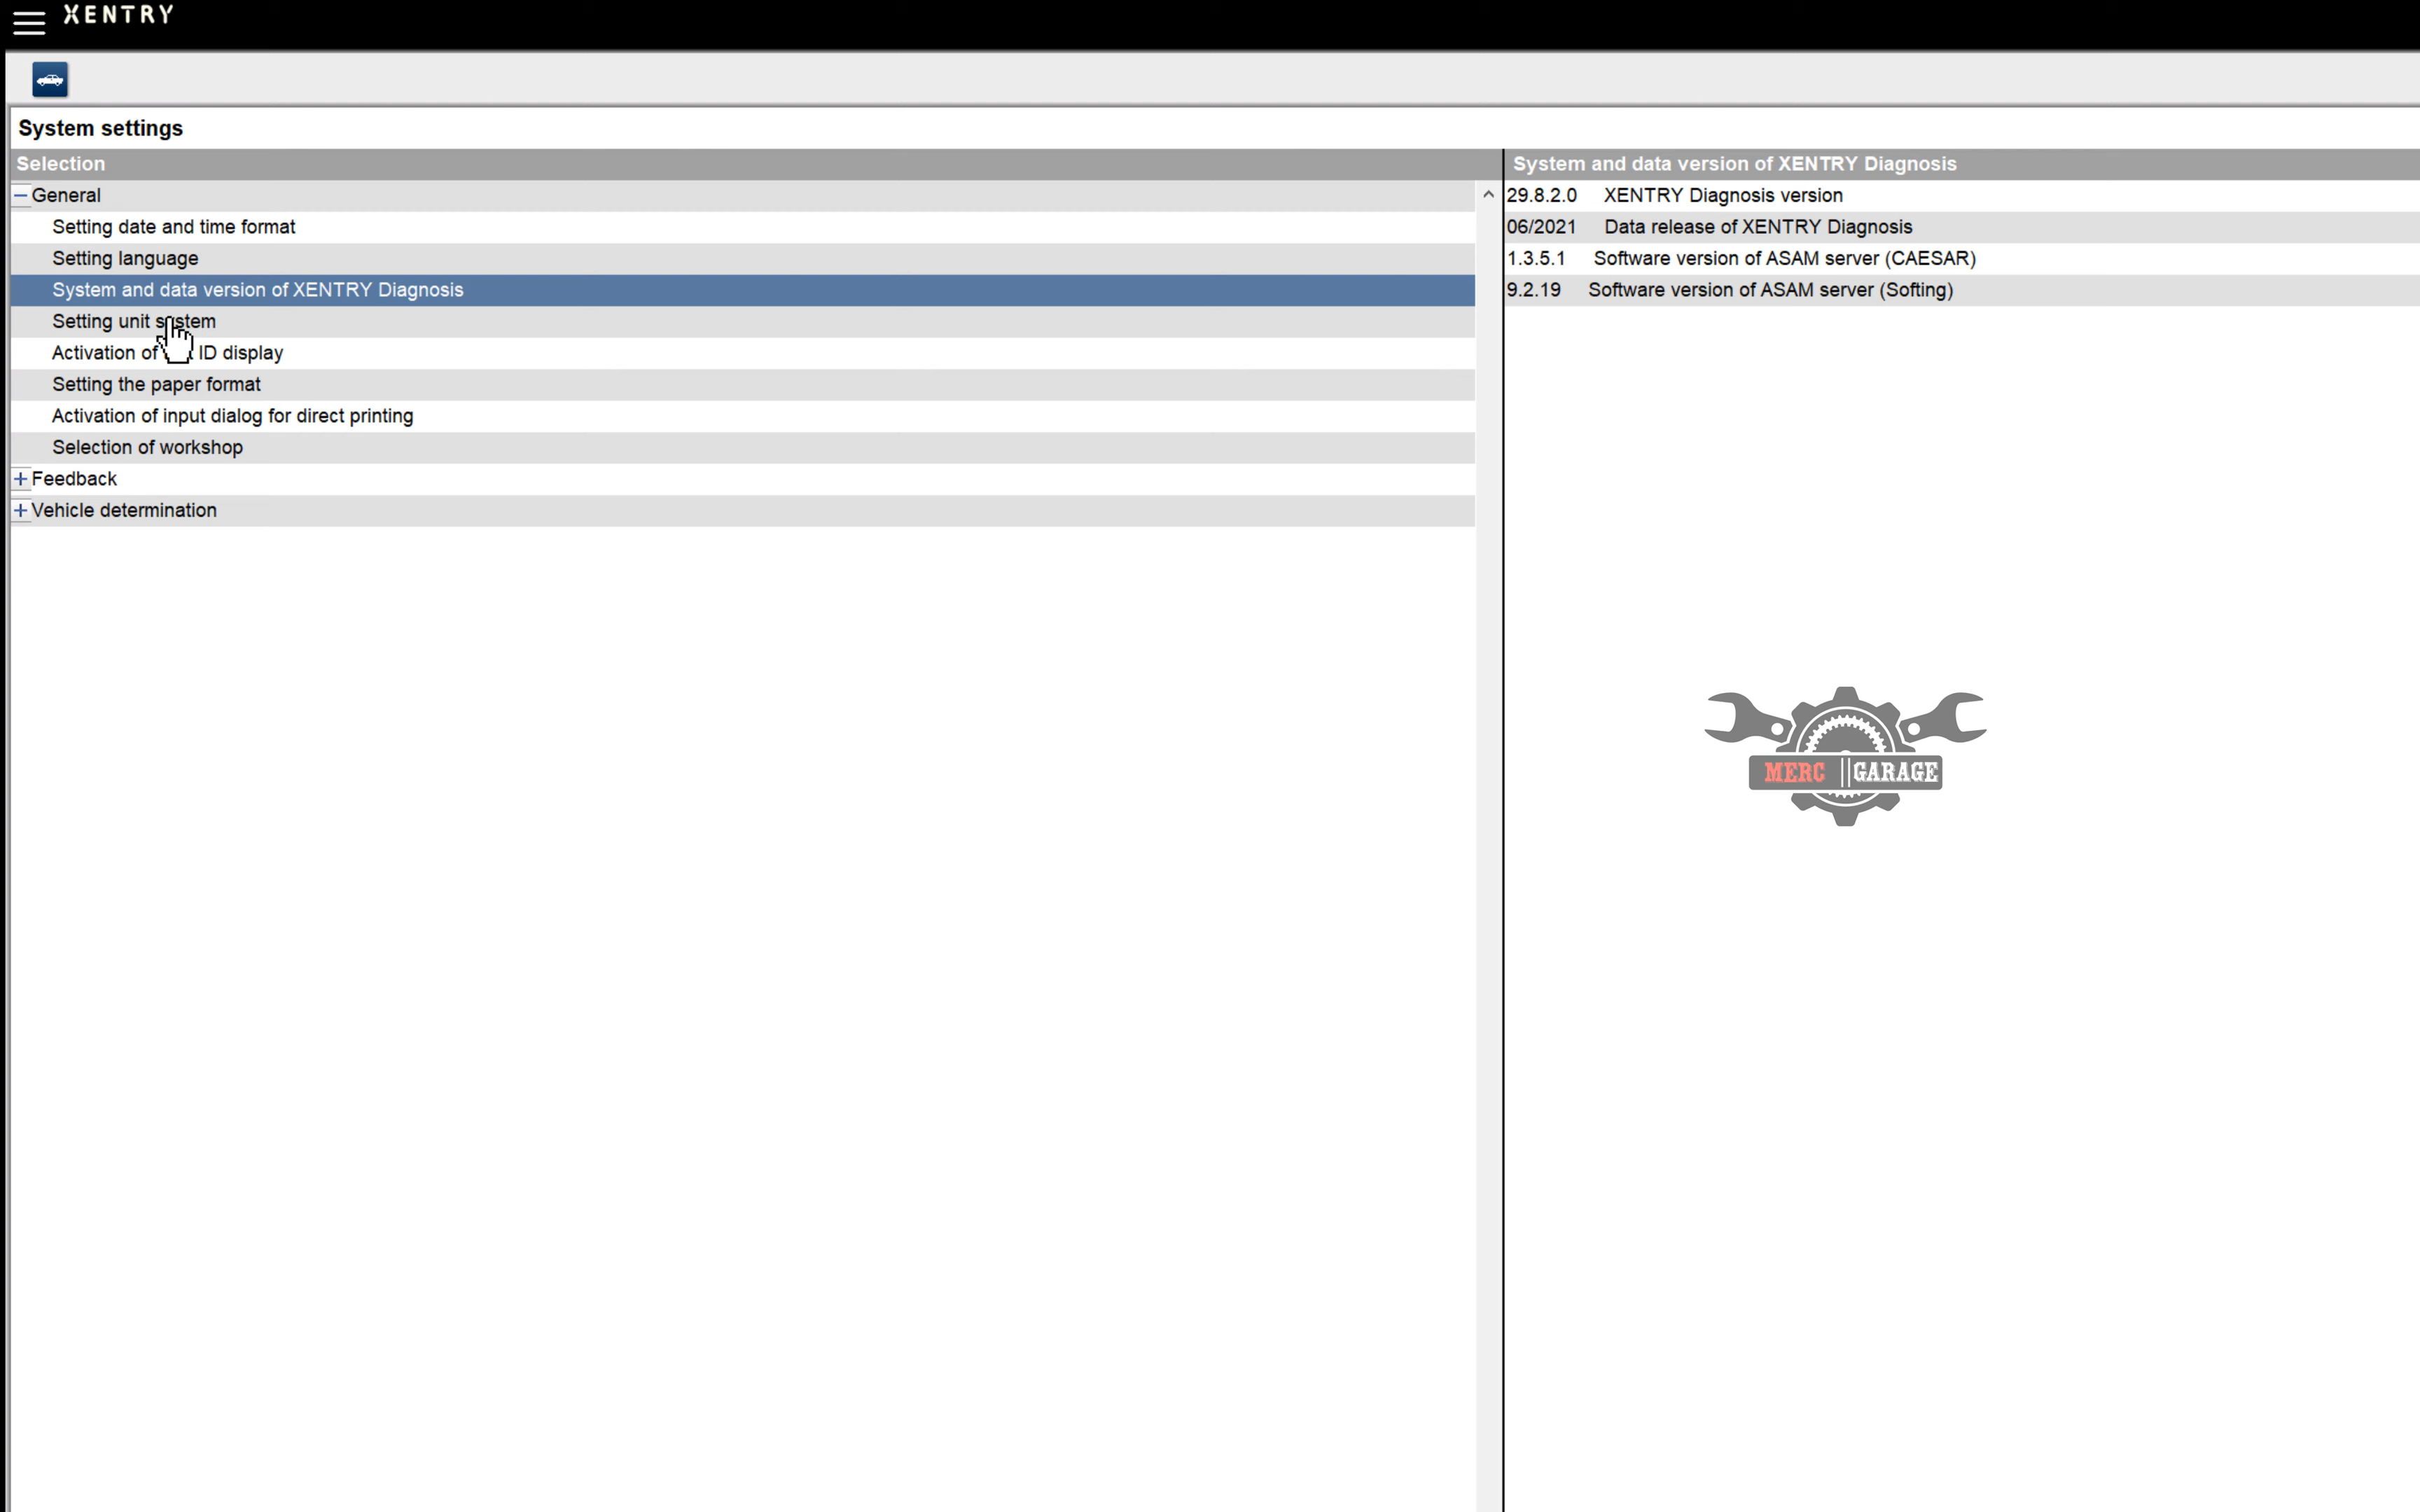 XENTRY
System settings
Selection
General
Setting date and time format
Setting language
System and data version of XENTRY Diagnosis
Setting unit system
Activation of ID display
Setting the paper format
Activation of input dialog for direct printing
Selection of workshop
Feedback
Vehicle determination
System and data version of XENTRY Diagnosis
29.8.2.0 XENTRY Diagnosis version
06/2021 Data release of XENTRY Diagnosis
1.3.5.1 Software version of ASAM server (CAESAR)
9.2.19 Software version of ASAM server (Softing)
MERC GARAGE